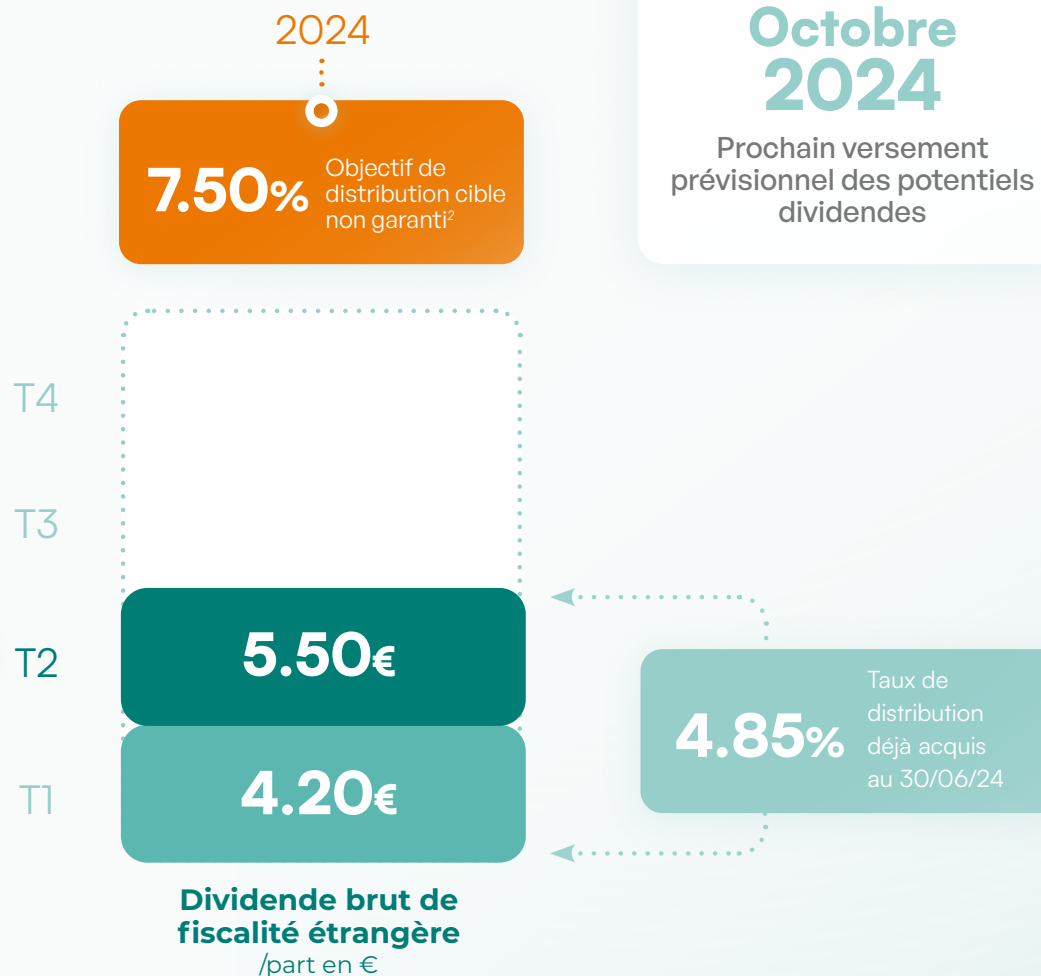 2024
7.50%
Objectif de
distribution cible
non garanti2
Octobre
2024
Prochain versement
prévisionnel des potentiels
dividendes
T4
T3
T2
5.50€
T1
4.20€
4.85%
Taux de
distribution
déjà acquis
au 30/06/24
Dividende brut de
fiscalité étrangère
/part en €